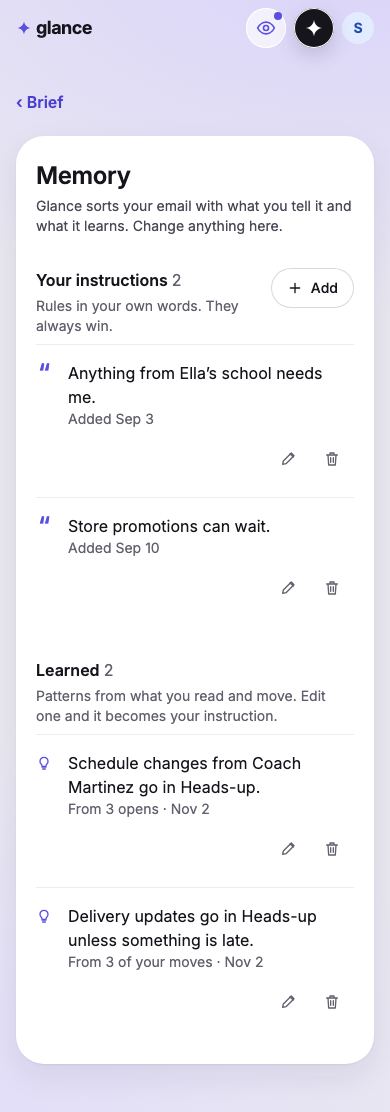 glance
S
‹ Brief
Memory
Glance sorts your email with what you tell it and
what it learns. Change anything here.
Your instructions 2
Add
Rules in your own words. They
always win.
Anything from Ella’s school needs
me.
Added Sep 3
Store promotions can wait.
Added Sep 10
Learned 2
Patterns from what you read and move. Edit
one and it becomes your instruction.
Schedule changes from Coach
Martinez go in Heads-up.
From 3 opens · Nov 2
Delivery updates go in Heads-up
unless something is late.
From 3 of your moves · Nov 2